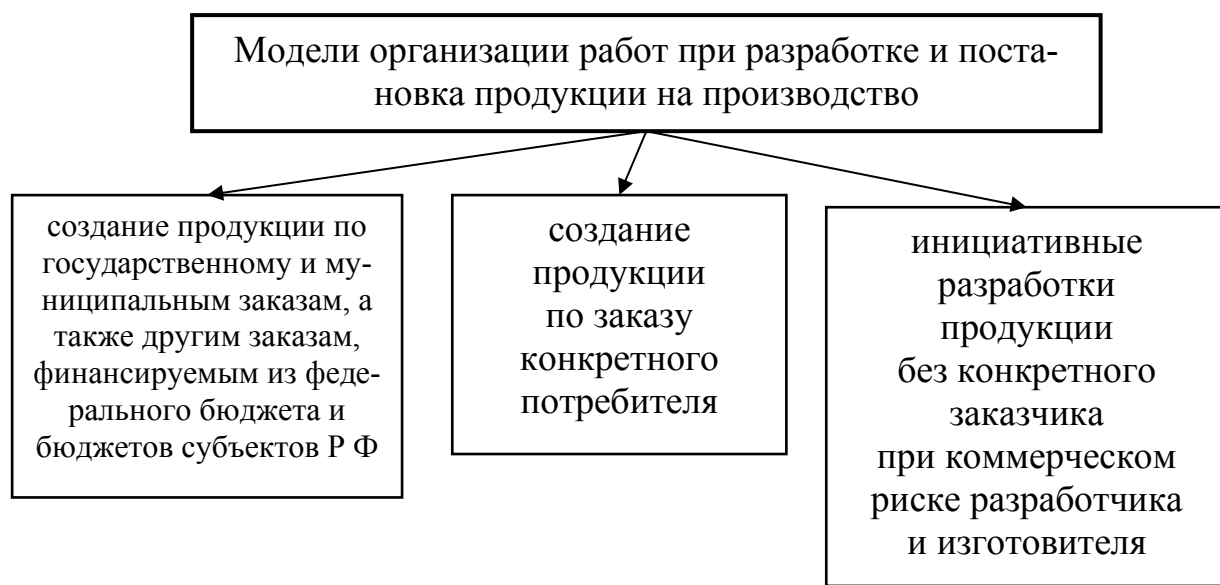 Модели организации работ при разработке и поста-
новка продукции на производство
создание продукции по
государственному и му-
ниципальным заказам, а
также другим заказам,
финансируемым из феде-
рального бюджета и
бюджетов субъектов Р Ф
создание
продукции
по заказу
конкретного
потребителя
инициативные
разработки
продукции
без конкретного
заказчика
при коммерческом
риске разработчика
и изготовителя